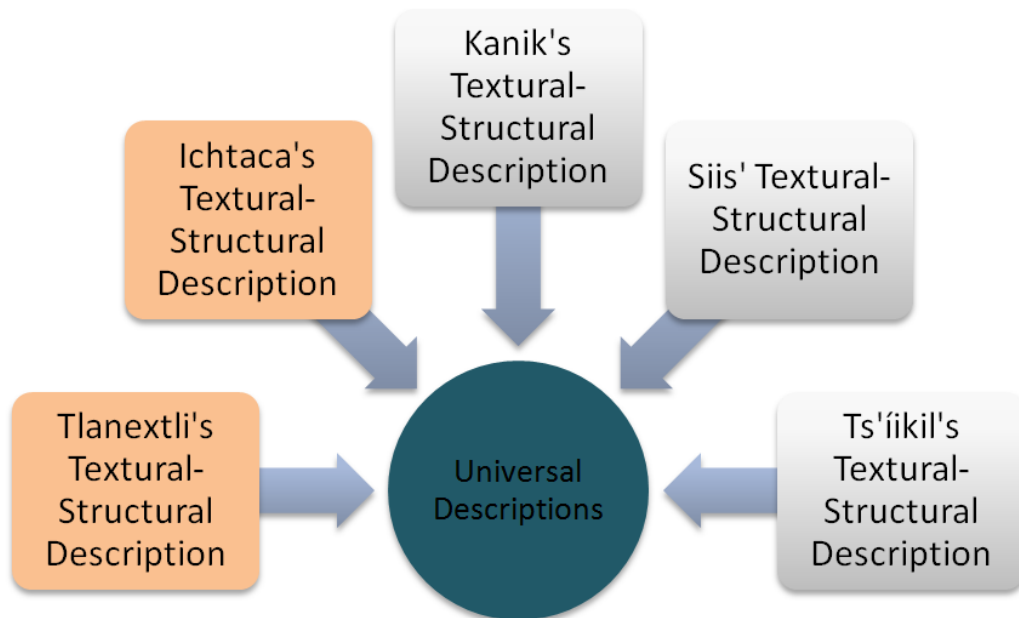 Kanik's
Textural-
Structural
Description
Ichtaca's
Textural-
Structural
Description
Siis' Textural-
Structural
Description
Tlanextli's
Textural-
Structural
Description
Universal
Descriptions
Ts'íikil's
Textural-
Structural
Description